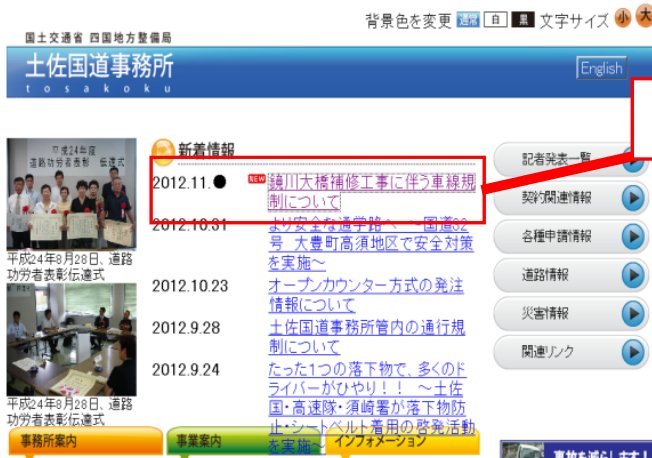 背景色を変更 通常 白 黒 文字サイズ 小 大
国土交通省 四国地方整備局
土佐国道事務所
tosakoku
English
平成24年度
道路功労者表彰 伝達式
平成24年8月28日、道路
功労者表彰伝達式
平成24年8月28日、道路
功労者表彰伝達式
新着情報
2012.11.● NEW 鏡川大橋補修工事に伴う車線規
制について
2012.10.31 より安全な通学路へ ~国道32
号 大豊町高須地区で安全対策
を実施~
2012.10.23 オープンカウンター方式の発注
情報について
2012.9.28 土佐国道事務所管内の通行規
制について
2012.9.24 たった1つの落下物で、多くのド
ライバーがひやり!! ~土佐
国・高速隊・須崎署が落下物防
止・シートベルト着用の啓発活動
を実施~
記者発表一覧
契約関連情報
各種申請情報
道路情報
災害情報
関連リンク
事務所案内
事業案内
インフォメーション
事故を減らします!